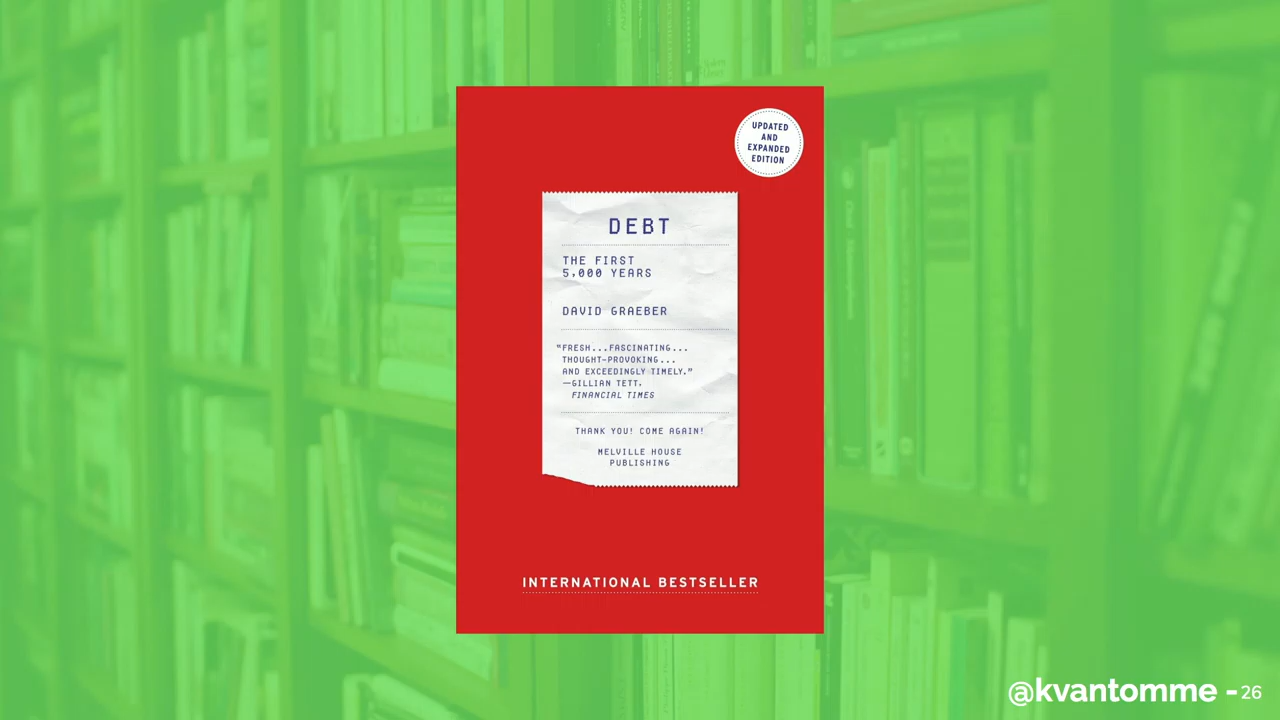 UPDATED
AND
EXPANDED
EDITION
DEBT
THE FIRST
5,000 YEARS
DAVID GRAEBER
"FRESH...FASCINATING...
THOUGHT-PROVOKING...
AND EXCEEDINGLY TIMELY."
—GILLIAN TETT,
FINANCIAL TIMES
THANK YOU! COME AGAIN!
MELVILLE HOUSE
PUBLISHING
INTERNATIONAL BESTSELLER
@kvantomme - 26